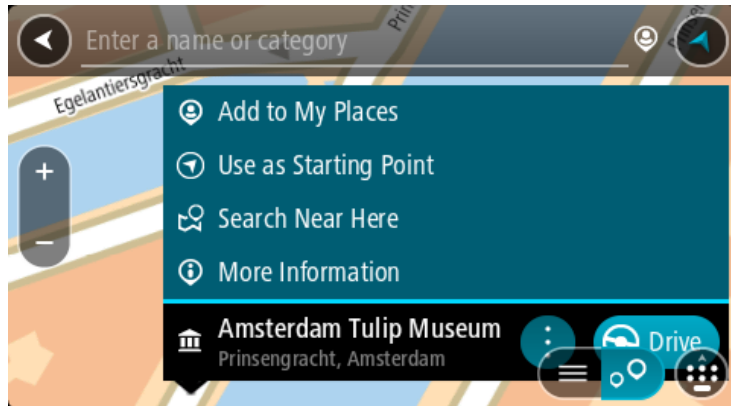 Enter a name or category
Prin
Egelantiersgracht
Add to My Places
Use as Starting Point
Search Near Here
More Information
Amsterdam Tulip Museum
Prinsengracht, Amsterdam
Drive